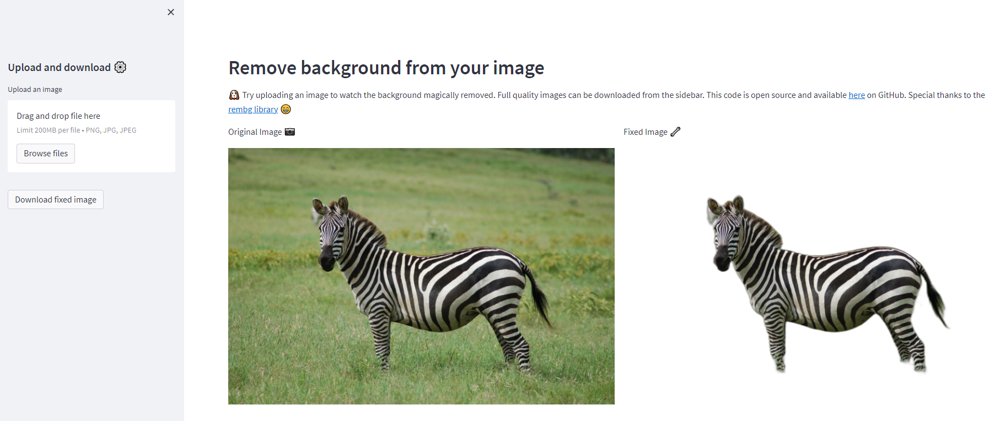 Upload and download
Upload an image
Drag and drop file here
Limit 200MB per file • PNG, JPG, JPEG
Browse files
Download fixed image
Remove background from your image
Try uploading an image to watch the background magically removed. Full quality images can be downloaded from the sidebar. This code is open source and available here on GitHub. Special thanks to the
rembg library
Original Image
Fixed Image